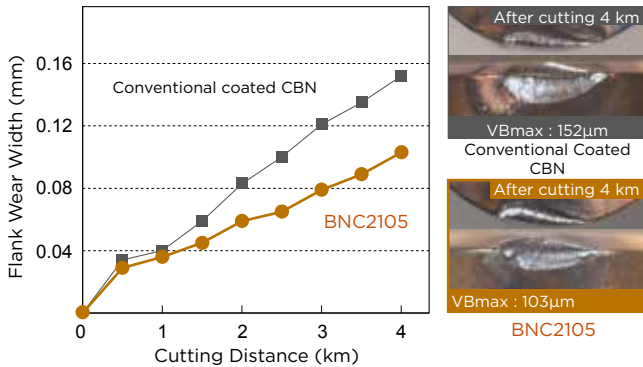 Flank Wear Width (mm)
0.16
0.12
0.08
0.04
Conventional coated CBN
BNC2105
0
1
2
3
4
Cutting Distance (km)
After cutting 4 km
VBmax : 152μm
Conventional Coated
CBN
After cutting 4 km
VBmax : 103μm
BNC2105